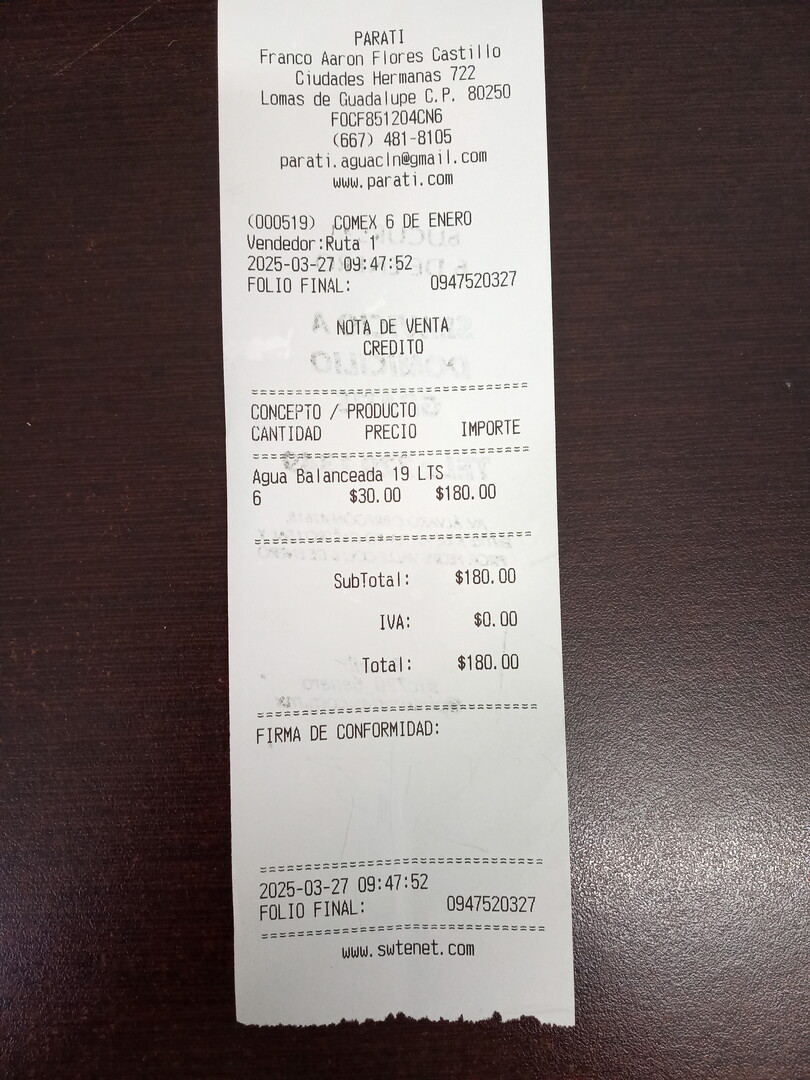 PARATI
Franco Aaron Flores Castillo
Ciudades Hermanas 722
Lomas de Guadalupe C.P. 80250
FOCF851204CN6
(667) 481-8105
parati.aguacln@gmail.com
www.parati.com
(000519) COMEX 6 DE ENERO
Vendedor:Ruta 1
2025-03-27 09:47:52
FOLIO FINAL: 0947520327
NOTA DE VENTA
CREDITO
CONCEPTO / PRODUCTO
CANTIDAD PRECIO IMPORTE
Agua Balanceada 19 LTS
6 $30.00 $180.00
SubTotal: $180.00
IVA: $0.00
Total: $180.00
FIRMA DE CONFORMIDAD:
2025-03-27 09:47:52
FOLIO FINAL: 0947520327
www.swtenet.com